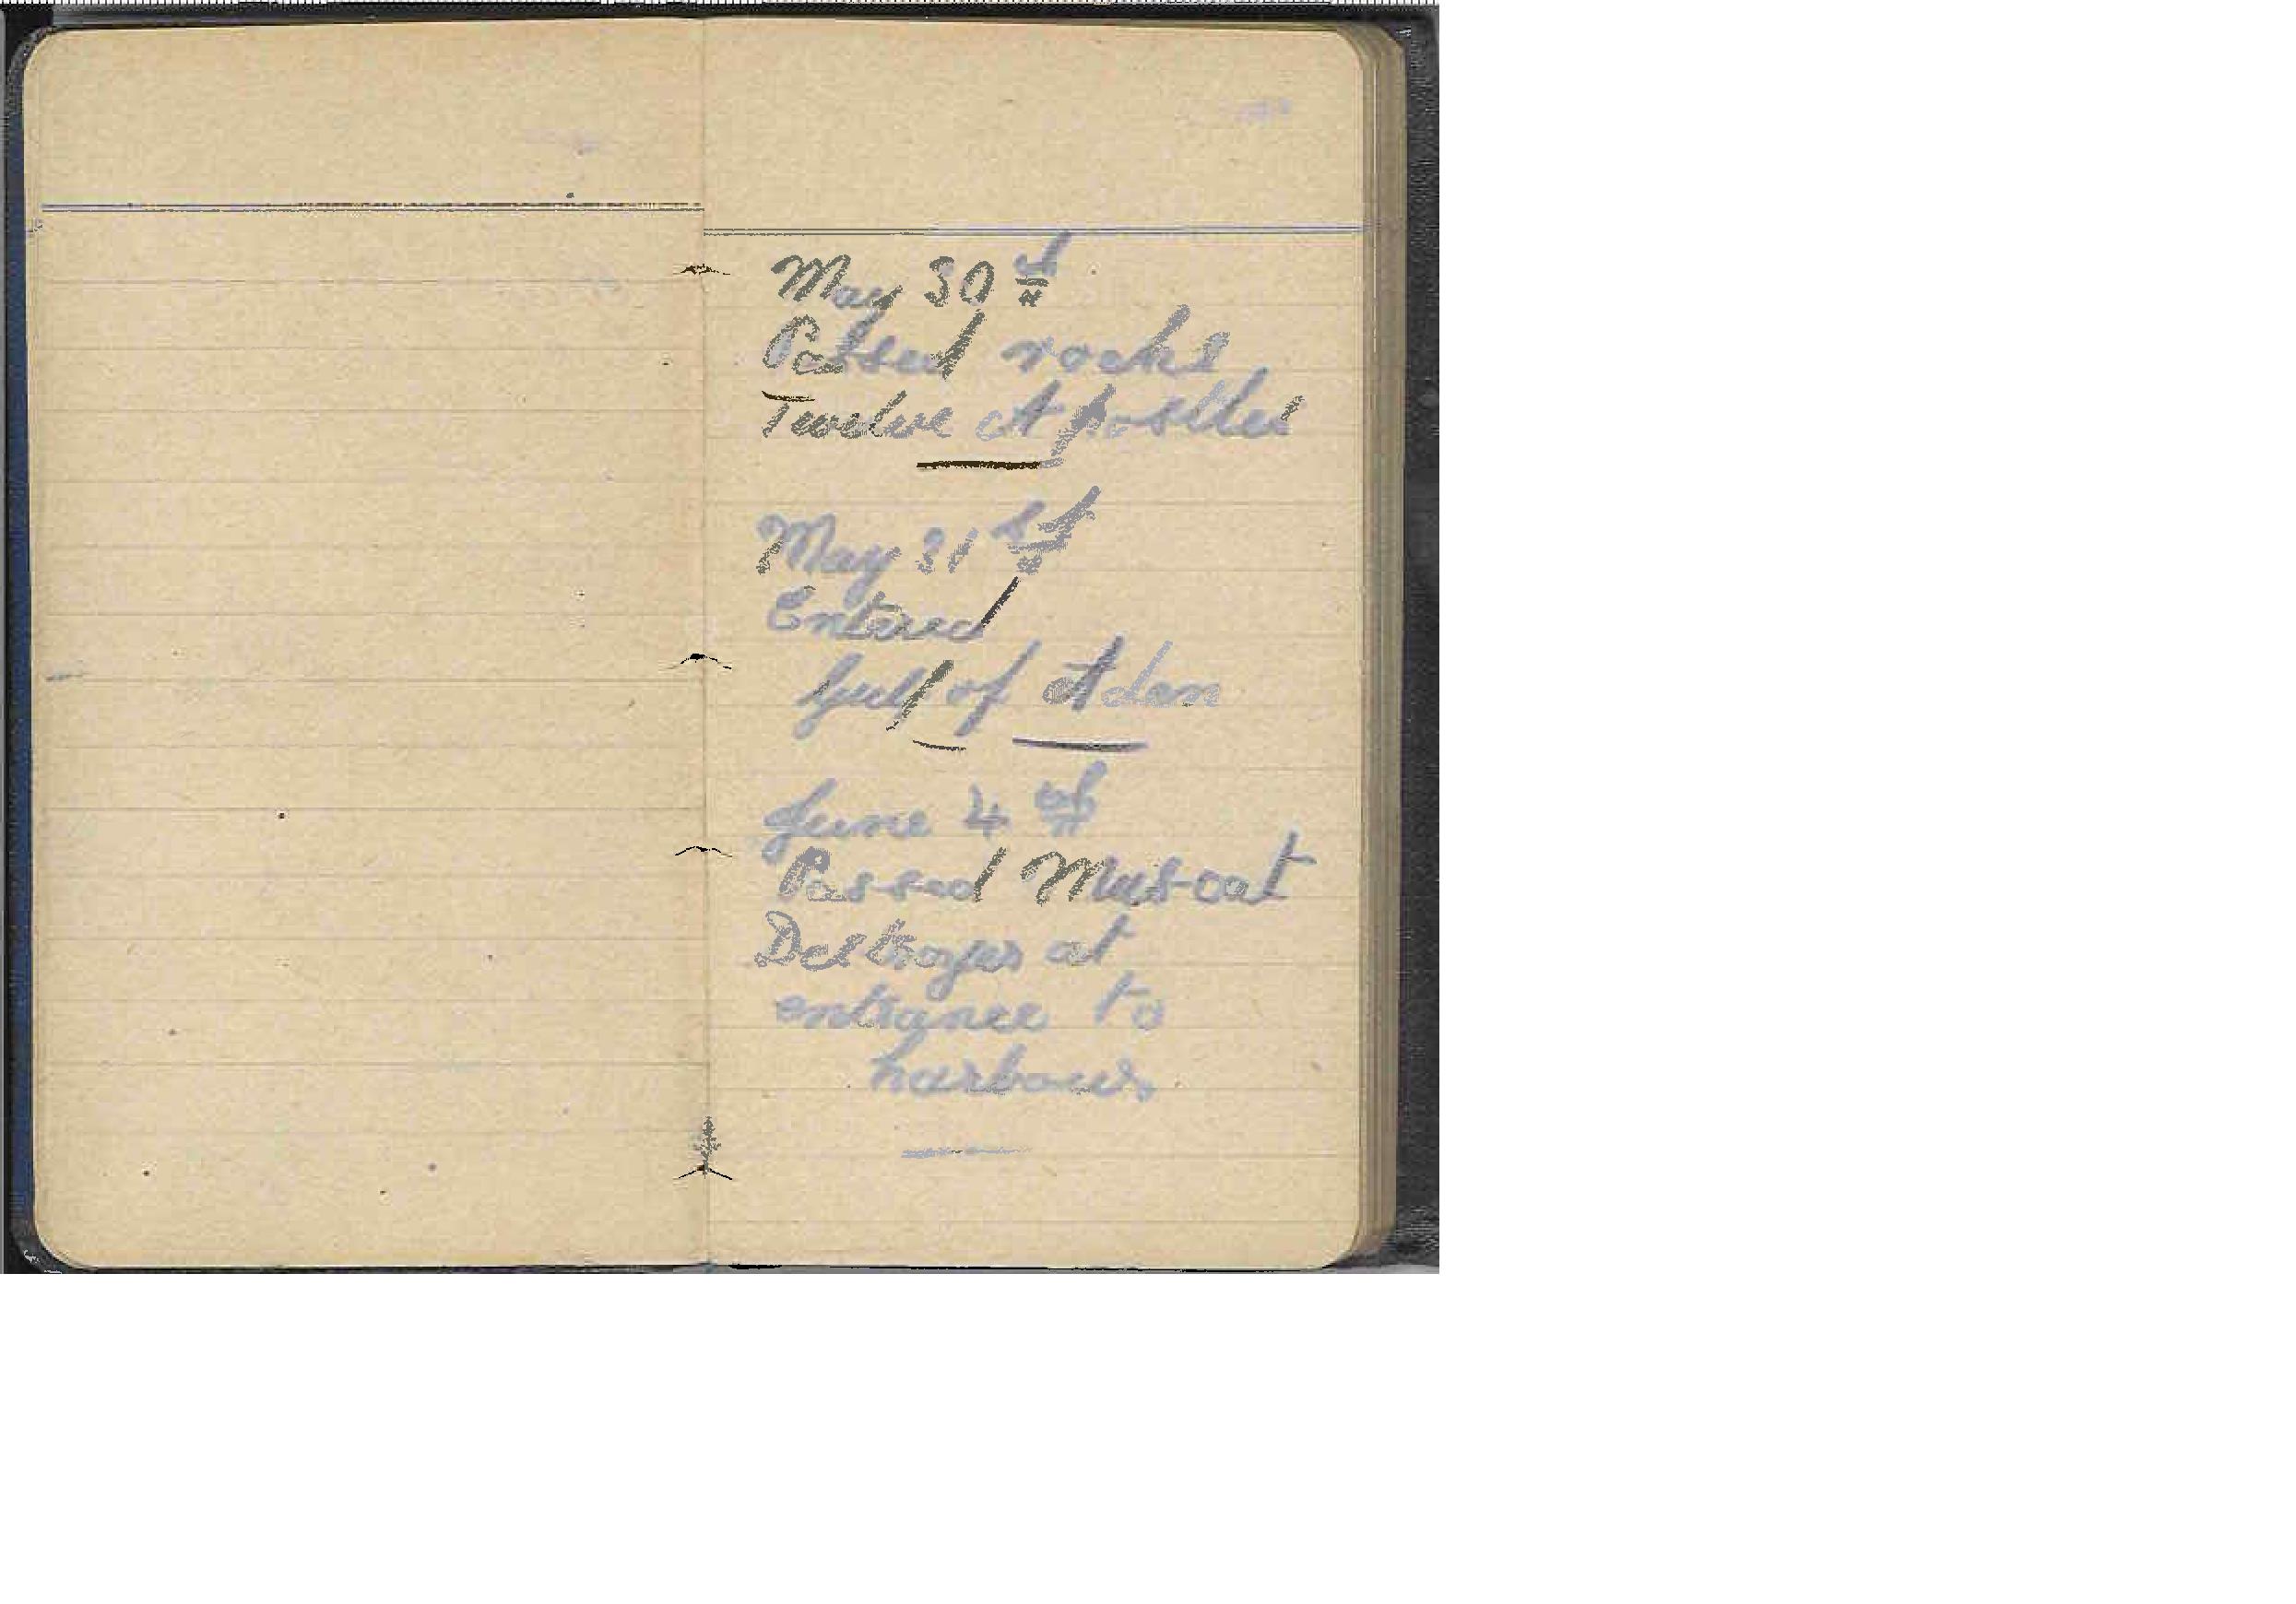 May 30th
Passed rocks
Twelve Apostles
May 31st
Entered
Gulf of Aden
June 4th
Passed Muscat
Destroyer at
entrance to
harbour,